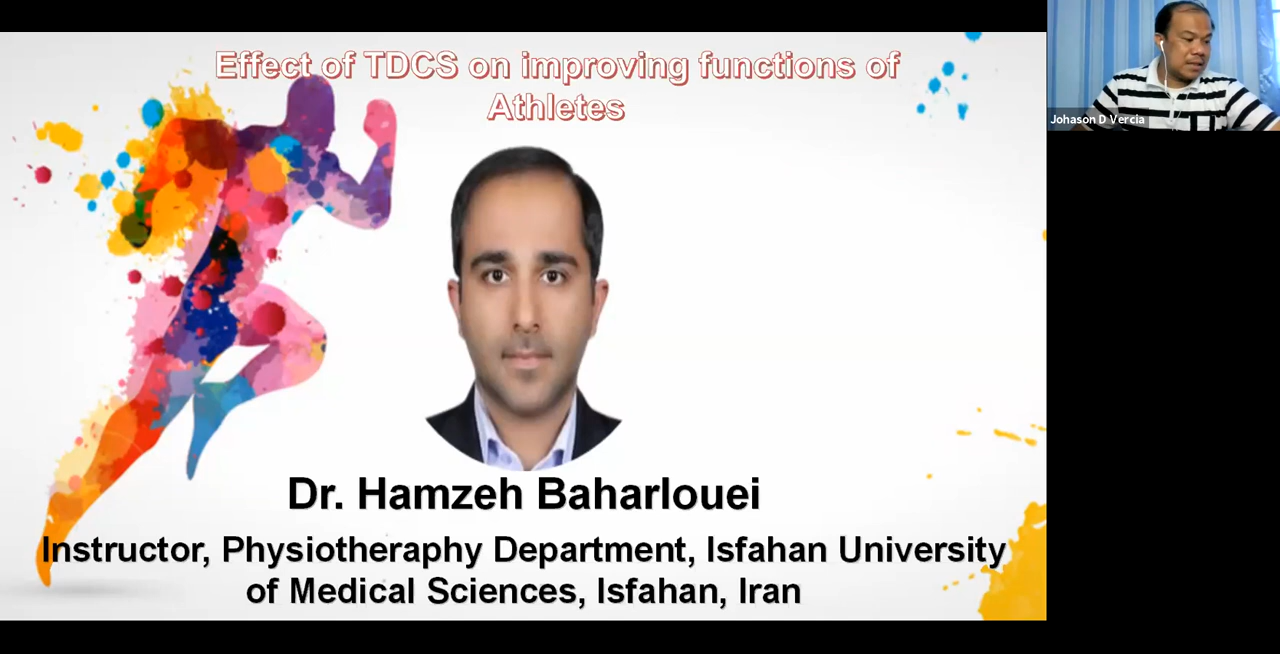 Effect of TDCS on improving functions of
Athletes
Johason D Vercia
Dr. Hamzeh Baharlouei
Instructor, Physiotheraphy Department, Isfahan University
of Medical Sciences, Isfahan, Iran